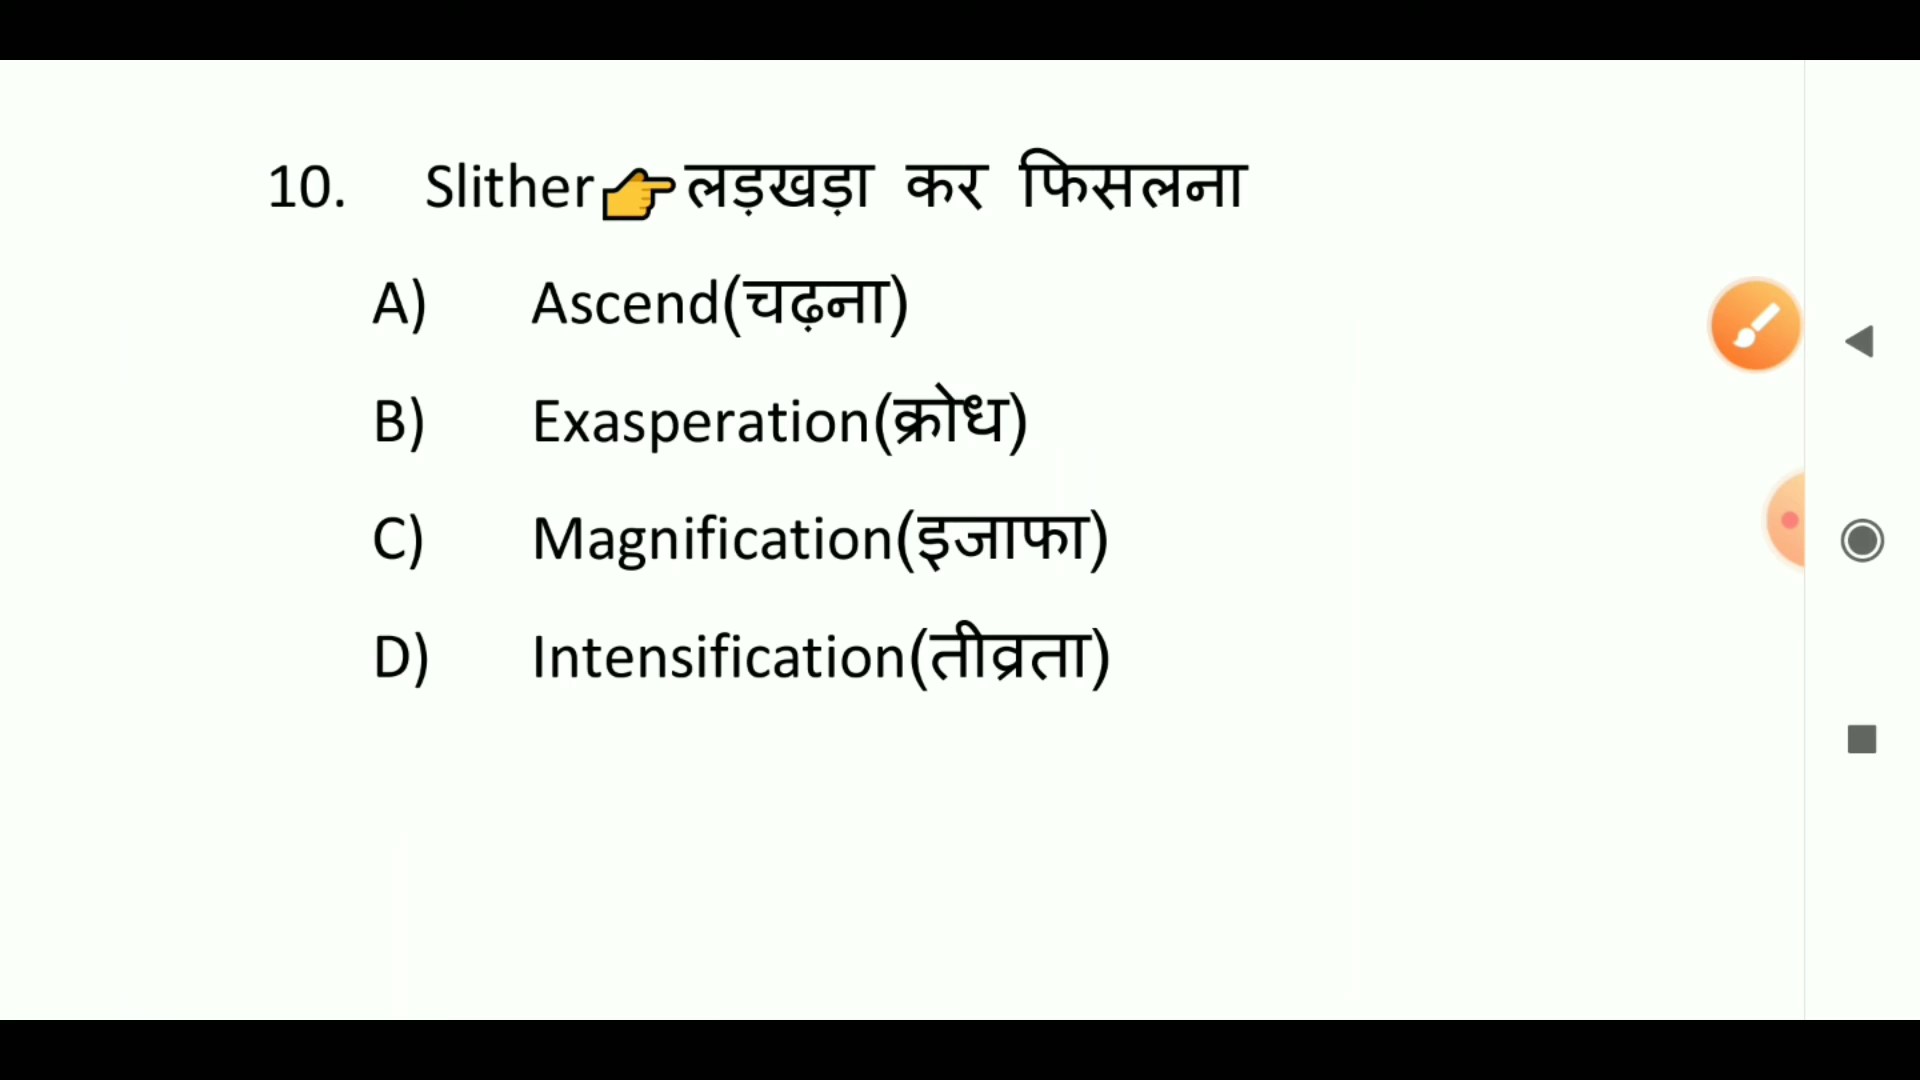 10. Slither👉लड़खड़ा कर फिसलना
A) Ascend(चढ़ना)
B) Exasperation(क्रोध)
C) Magnification(इजाफा)
D) Intensification(तीव्रता)